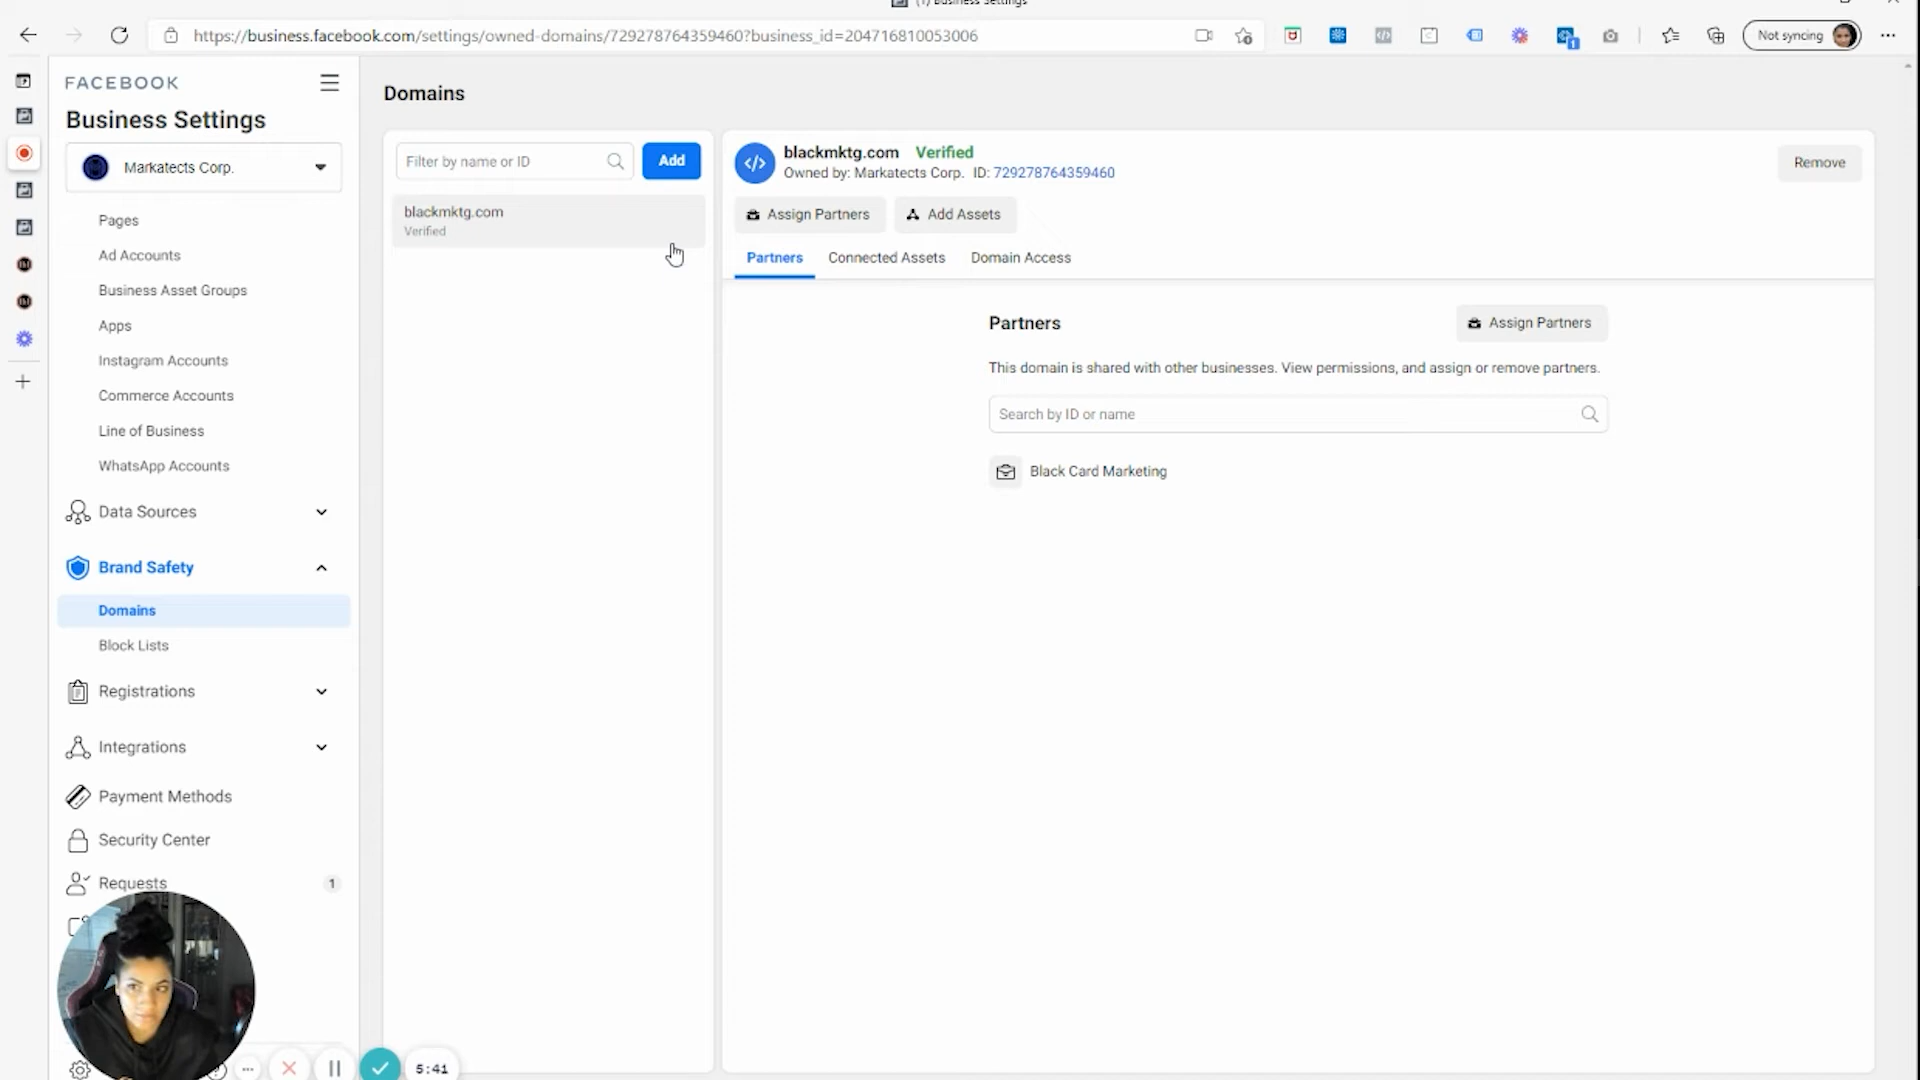 (1) Business Settings
https://business.facebook.com/settings/owned-domains/729278764359460?business_id=204716810053006
Not syncing
1
FACEBOOK
Business Settings
Markatects Corp.
Pages
Ad Accounts
Business Asset Groups
Apps
Instagram Accounts
Commerce Accounts
Line of Business
WhatsApp Accounts
Data Sources
Brand Safety
Domains
Block Lists
Registrations
Integrations
Payment Methods
Security Center
Requests 1
5:41
Domains
Filter by name or ID
Add
blackmktg.com
Verified
blackmktg.com Verified
Owned by: Markatects Corp. ID: 729278764359460
Remove
Assign Partners Add Assets
Partners Connected Assets Domain Access
Partners
Assign Partners
This domain is shared with other businesses. View permissions, and assign or remove partners.
Search by ID or name
Black Card Marketing